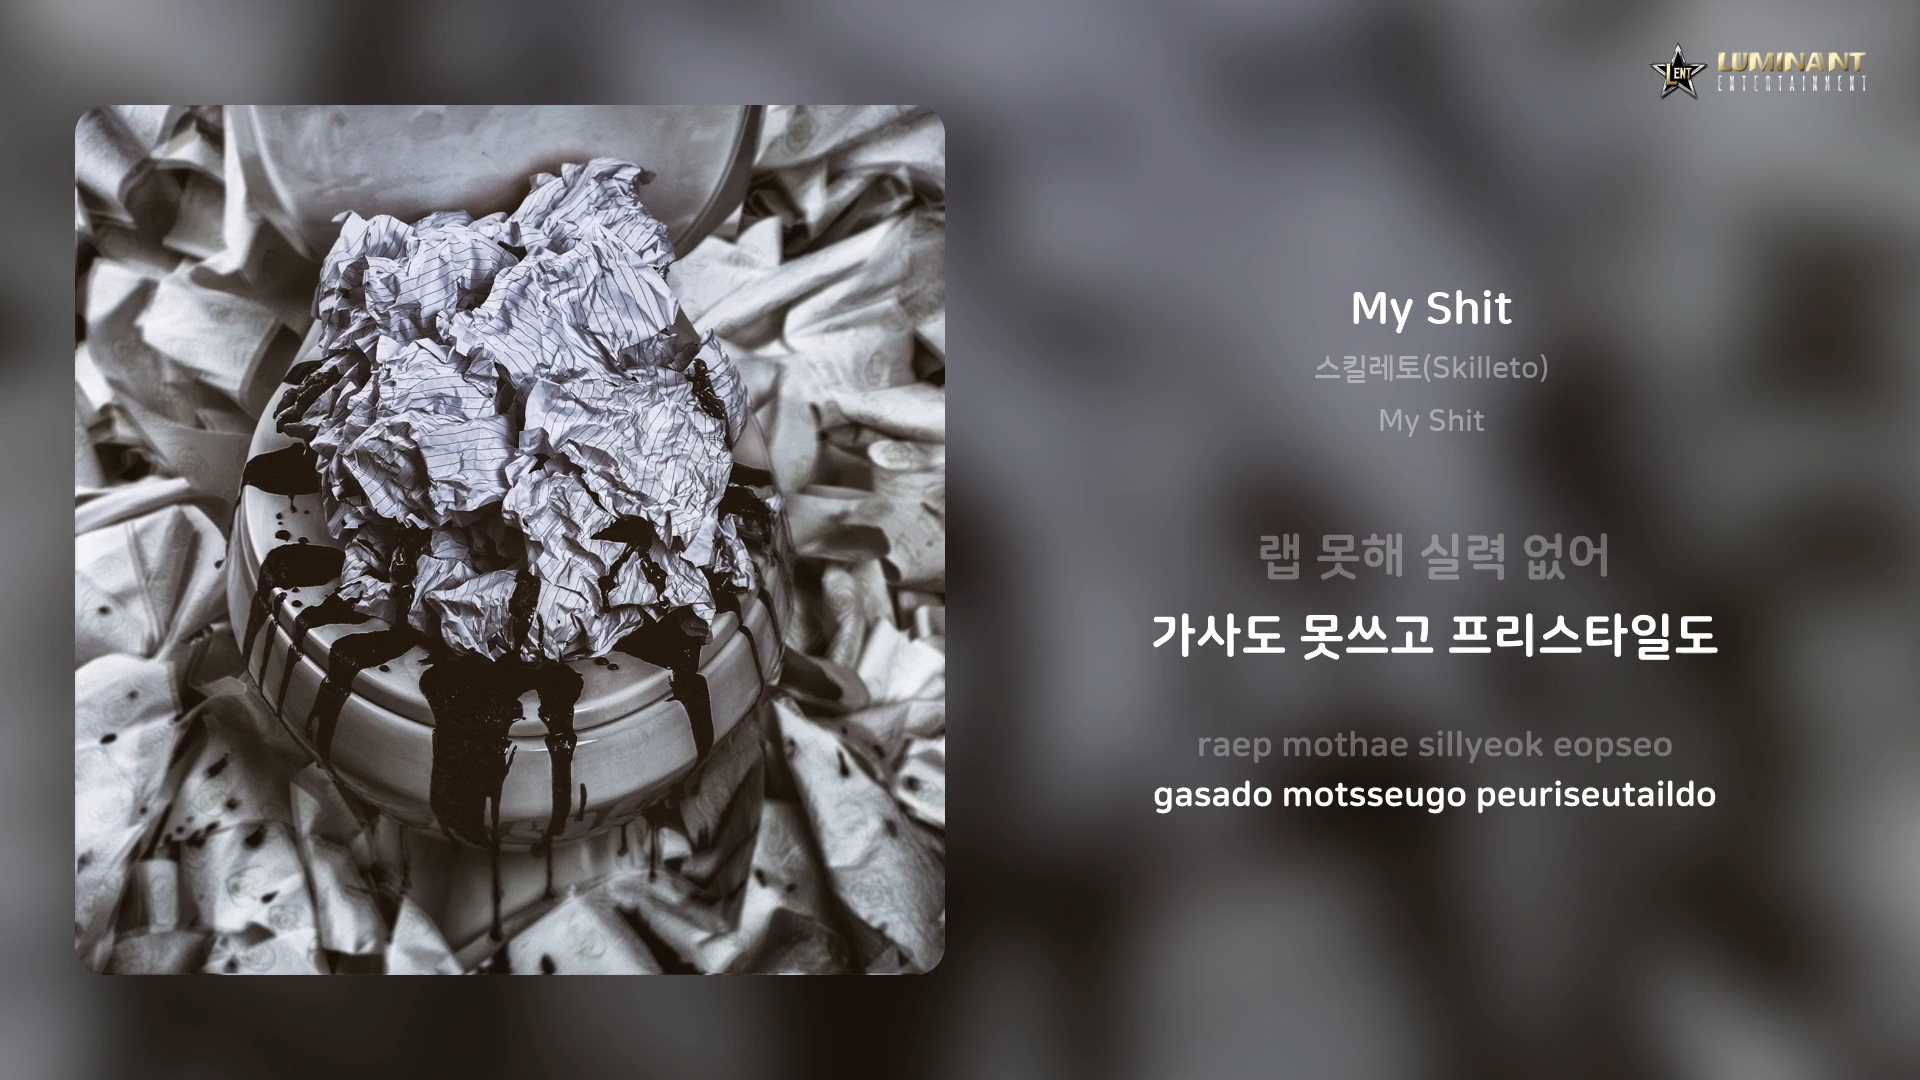 LENT
LUMINANT
ENTERTAINMENT
My Shit
스킬레토(Skilleto)
My Shit
랩 못해 실력 없어
가사도 못쓰고 프리스타일도
raep mothae sillyeok eopseo
gasado motsseugo peuriseutaildo